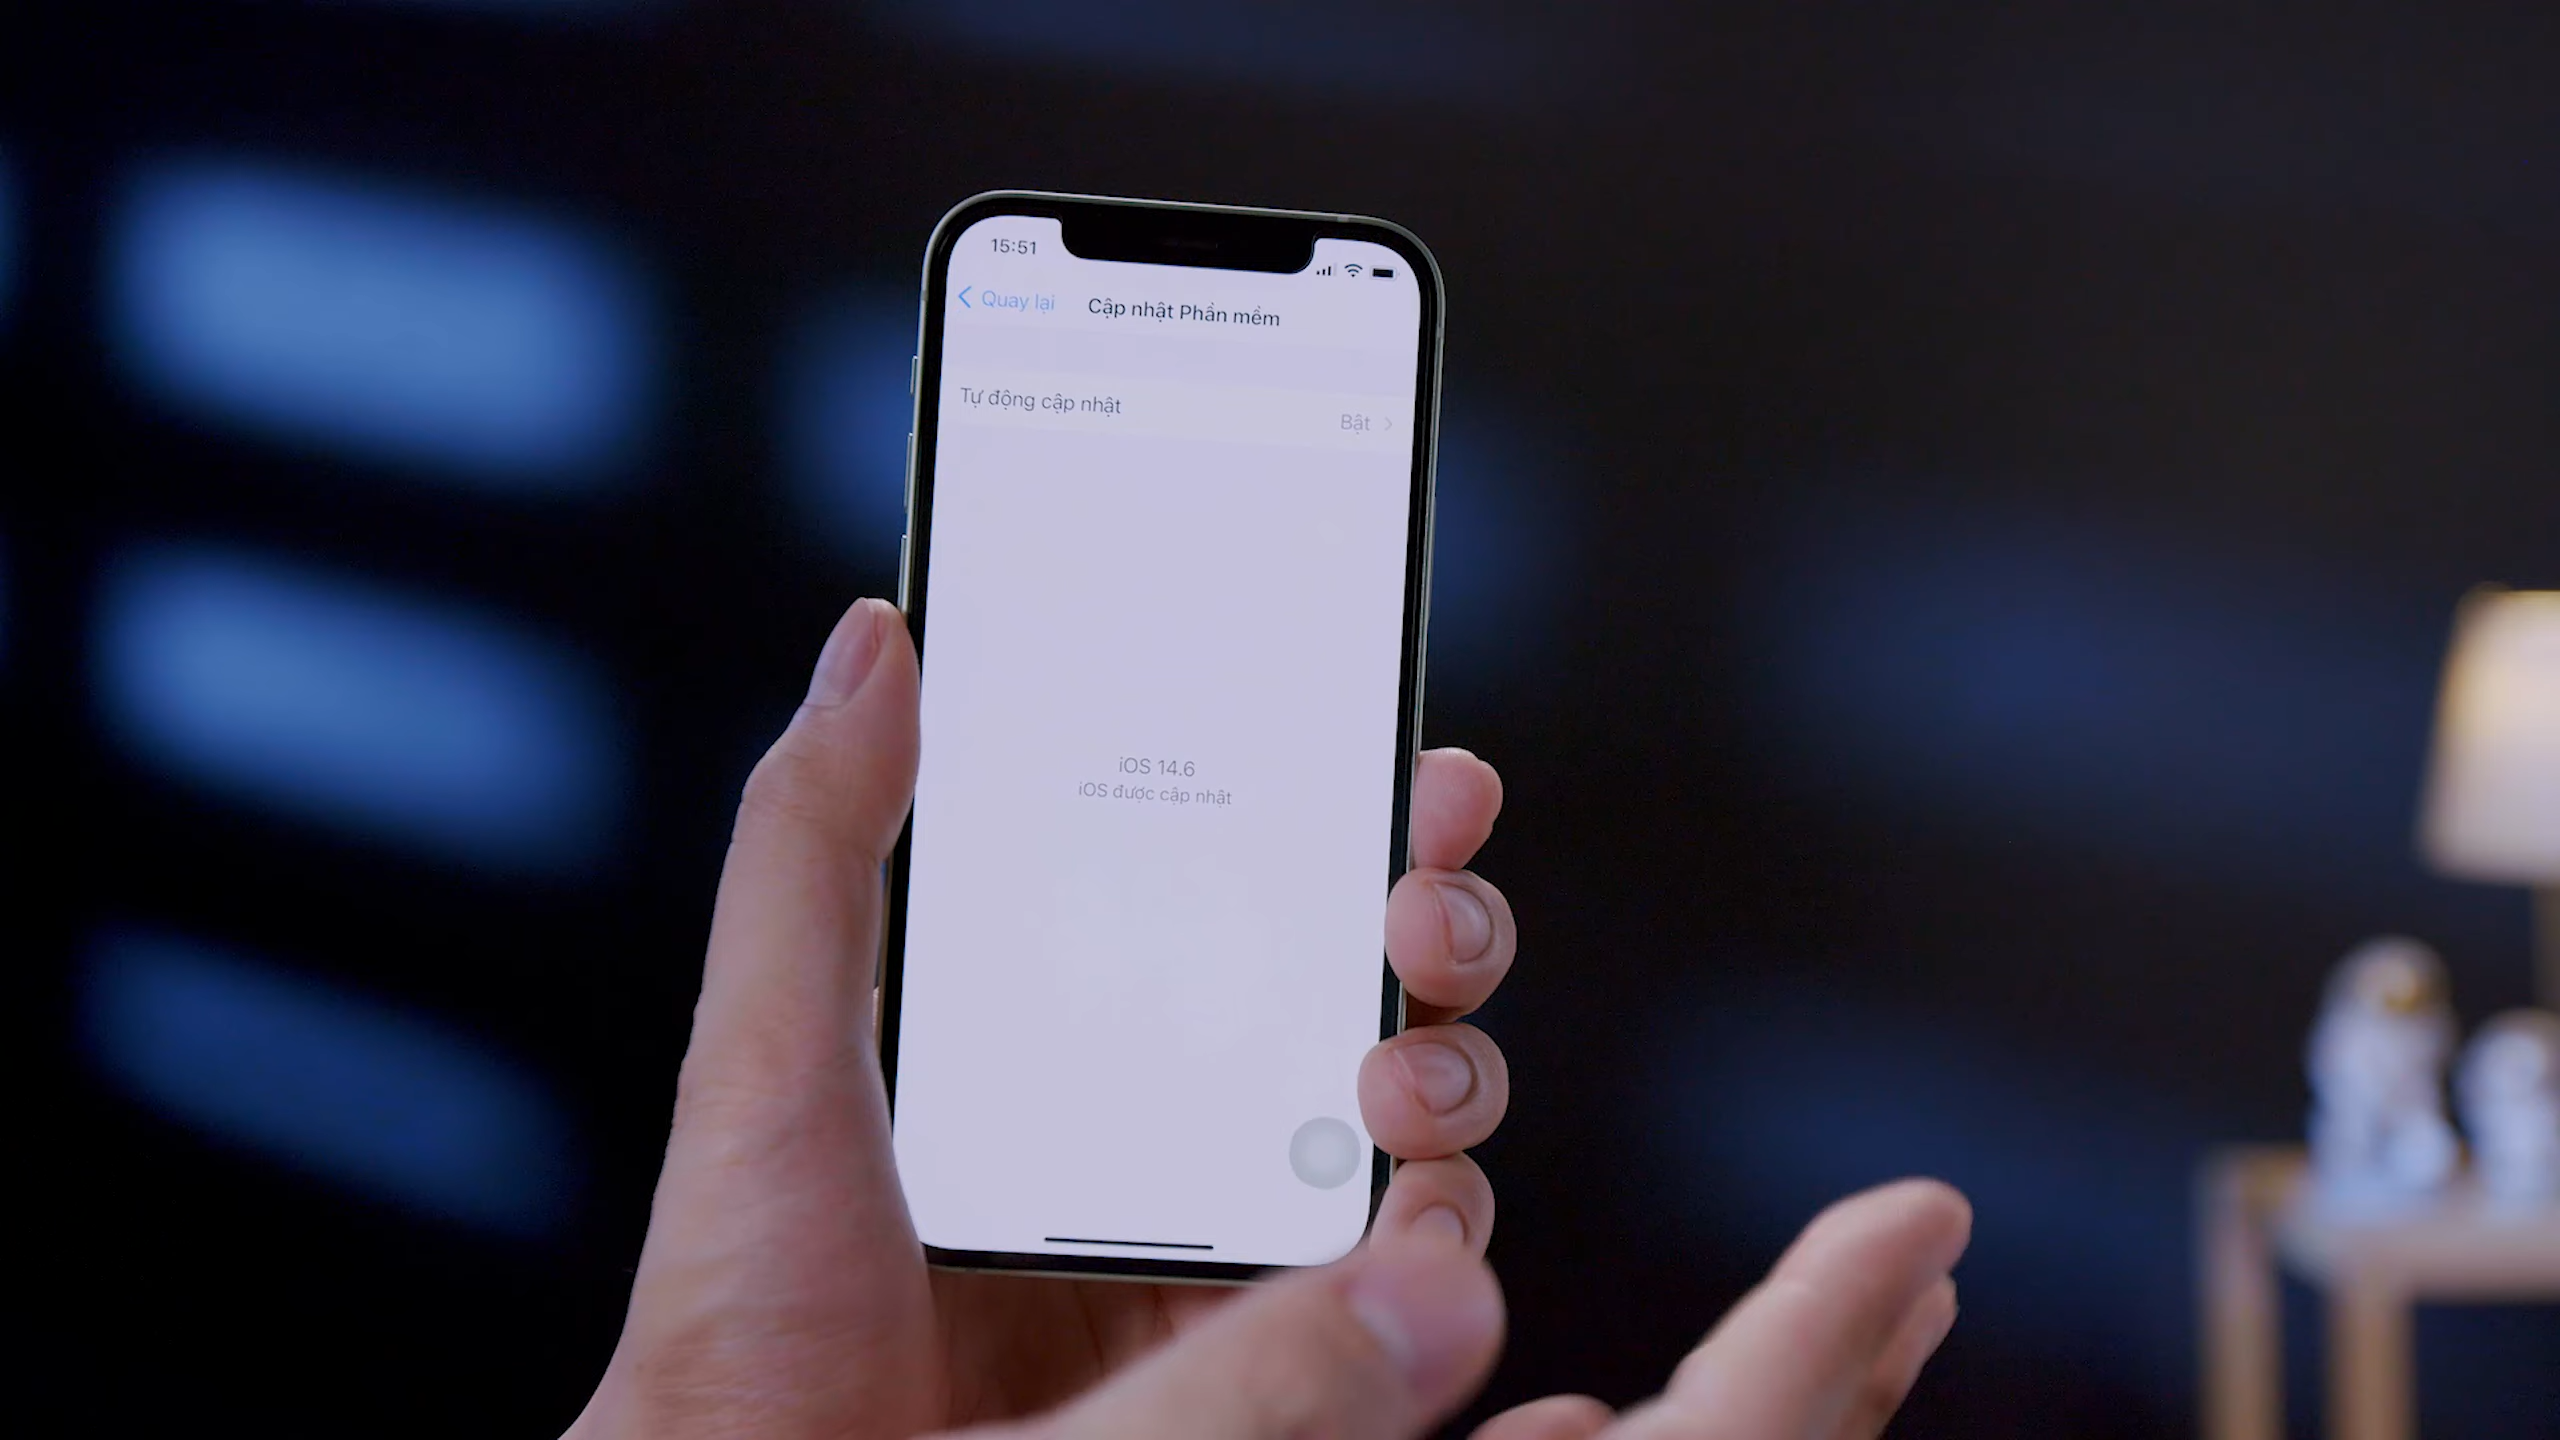 15:51
Quay lại
Cập nhật Phần mềm
Tự động cập nhật
Bật
iOS 14.6
iOS được cập nhật